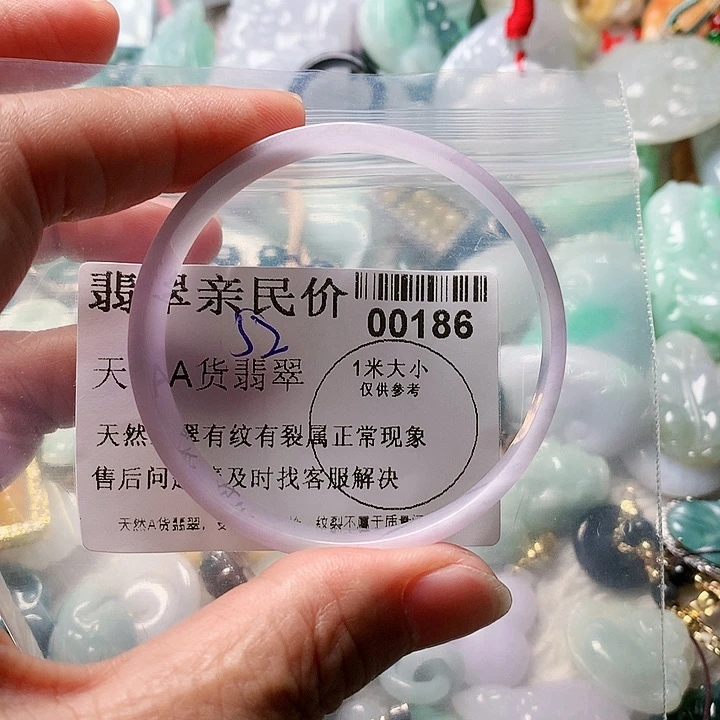 翡翠亲民价
00186
52
天 A货翡翠
1米大小
仅供参考
天然 翠有纹有裂属正常现象
售后问 及时找客服解决
天然A货翡翠, 纹裂不属于质量问